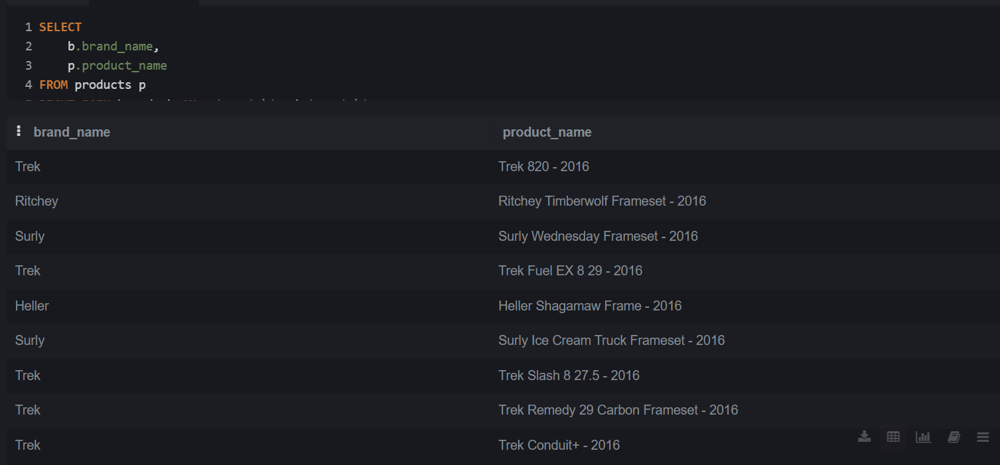 1 SELECT
2 b.brand_name,
3 p.product_name
4 FROM products p
brand_name product_name
Trek Trek 820 - 2016
Ritchey Ritchey Timberwolf Frameset - 2016
Surly Surly Wednesday Frameset - 2016
Trek Trek Fuel EX 8 29 - 2016
Heller Heller Shagamaw Frame - 2016
Surly Surly Ice Cream Truck Frameset - 2016
Trek Trek Slash 8 27.5 - 2016
Trek Trek Remedy 29 Carbon Frameset - 2016
Trek Trek Conduit+ - 2016